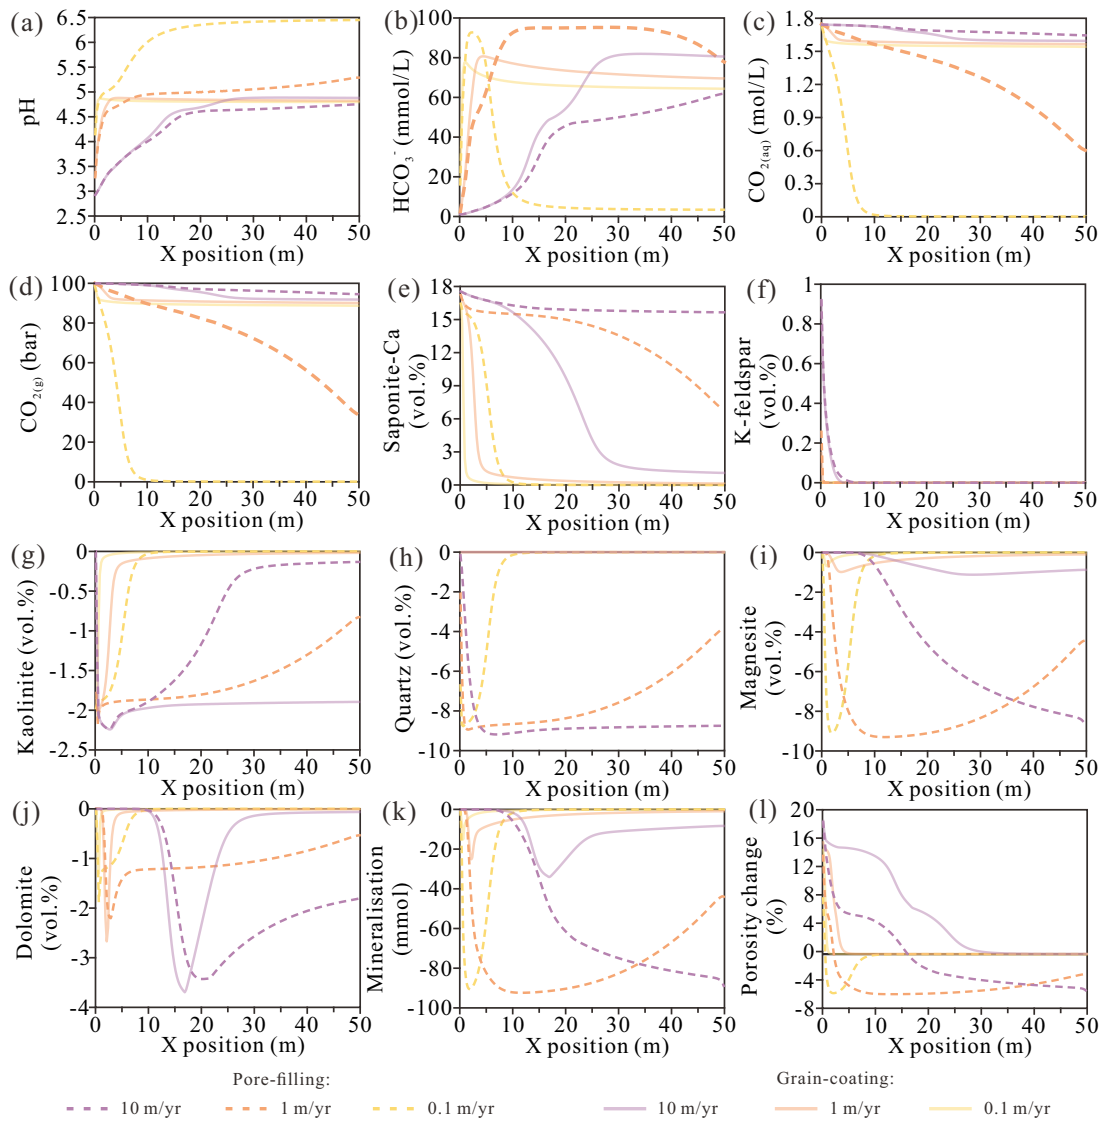 (a)
pH
6.5
6
5.5
5
4.5
4
3.5
3
2.5
0 10 20 30 40 50
X position (m)
(b)
HCO₃⁻ (mmol/L)
100
80
60
40
20
0
0 10 20 30 40 50
X position (m)
(c)
CO₂₍aq₎ (mol/L)
1.8
1.5
1.2
0.9
0.6
0.3
0
0 10 20 30 40 50
X position (m)
(d)
CO₂₍g₎ (bar)
100
80
60
40
20
0
0 10 20 30 40 50
X position (m)
(e)
Saponite-Ca
(vol.%)
18
15
12
9
6
3
0
0 10 20 30 40 50
X position (m)
(f)
K-feldspar
(vol.%)
1
0.8
0.6
0.4
0.2
0
0 10 20 30 40 50
X position (m)
(g)
Kaolinite (vol.%)
0
-0.5
-1
-1.5
-2
-2.5
0 10 20 30 40 50
X position (m)
(h)
Quartz (vol.%)
0
-2
-4
-6
-8
-10
0 10 20 30 40 50
X position (m)
(i)
Magnesite
(vol.%)
0
-2
-4
-6
-8
-10
0 10 20 30 40 50
X position (m)
(j)
Dolomite
(vol.%)
0
-1
-2
-3
-4
0 10 20 30 40 50
X position (m)
(k)
Mineralisation
(mmol)
0
-20
-40
-60
-80
-100
0 10 20 30 40 50
X position (m)
(l)
Porosity change
(%)
20
16
12
8
4
0
-4
-8
0 10 20 30 40 50
X position (m)
Pore-filling:
10 m/yr 1 m/yr 0.1 m/yr
Grain-coating:
10 m/yr 1 m/yr 0.1 m/yr